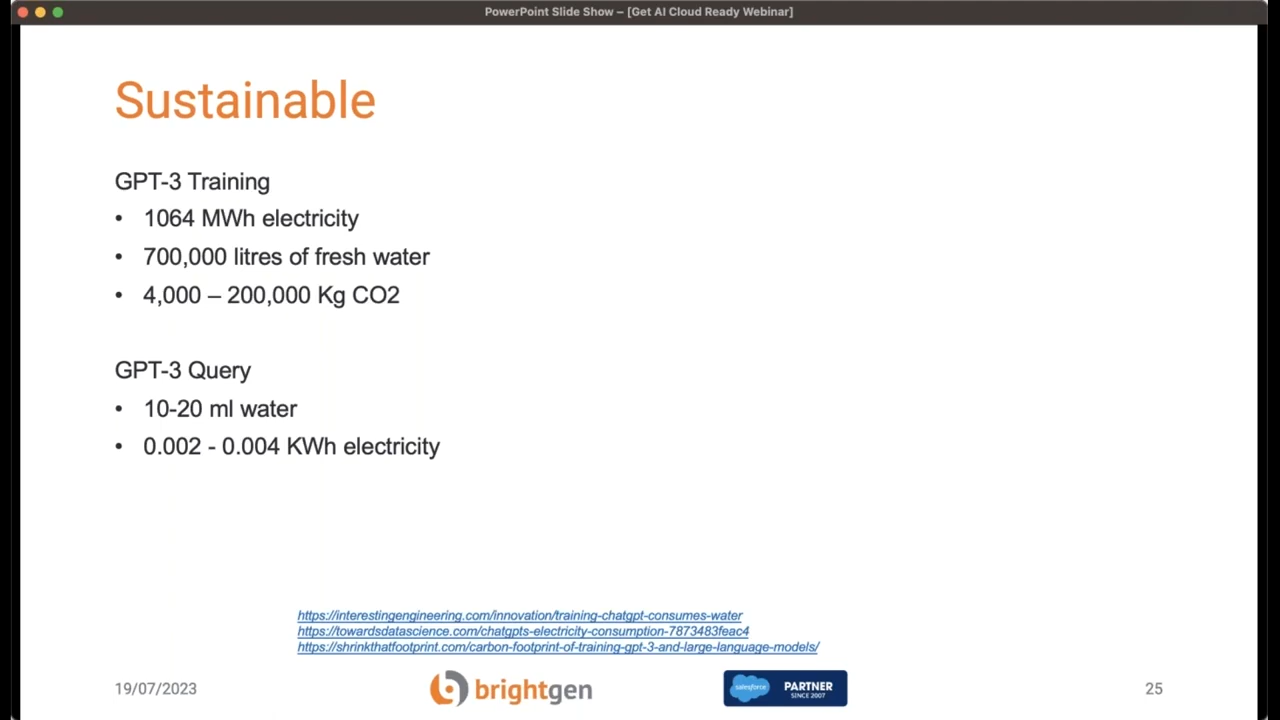 PowerPoint Slide Show – [Get AI Cloud Ready Webinar]
Sustainable
GPT-3 Training
• 1064 MWh electricity
• 700,000 litres of fresh water
• 4,000 – 200,000 Kg CO2
GPT-3 Query
• 10-20 ml water
• 0.002 - 0.004 KWh electricity
https://interestingengineering.com/innovation/training-chatgpt-consumes-water
https://towardsdatascience.com/chatgpts-electricity-consumption-7873483feac4
https://shrinkthatfootprint.com/carbon-footprint-of-training-gpt-3-and-large-language-models/
19/07/2023
brightgen
salesforce
PARTNER
SINCE 2007
25